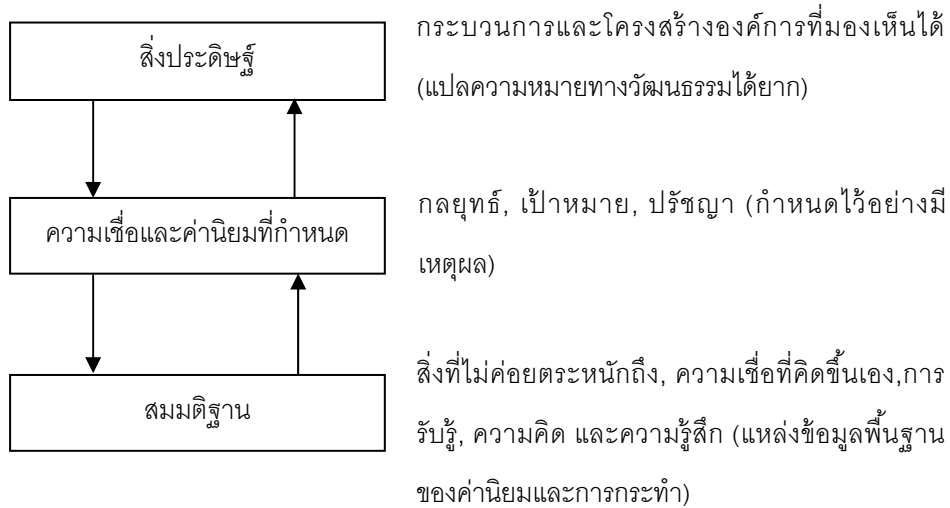 สิ่งประดิษฐ์
กระบวนการและโครงสร้างองค์การที่มองเห็นได้
(แปลความหมายทางวัฒนธรรมได้ยาก)
ความเชื่อและค่านิยมที่กำหนด
กลยุทธ์, เป้าหมาย, ปรัชญา (กำหนดไว้อย่างมี
เหตุผล)
สมมติฐาน
สิ่งที่ไม่ค่อยตระหนักถึง, ความเชื่อที่คิดขึ้นเอง,การ
รับรู้, ความคิด และความรู้สึก (แหล่งข้อมูลพื้นฐาน
ของค่านิยมและการกระทำ)